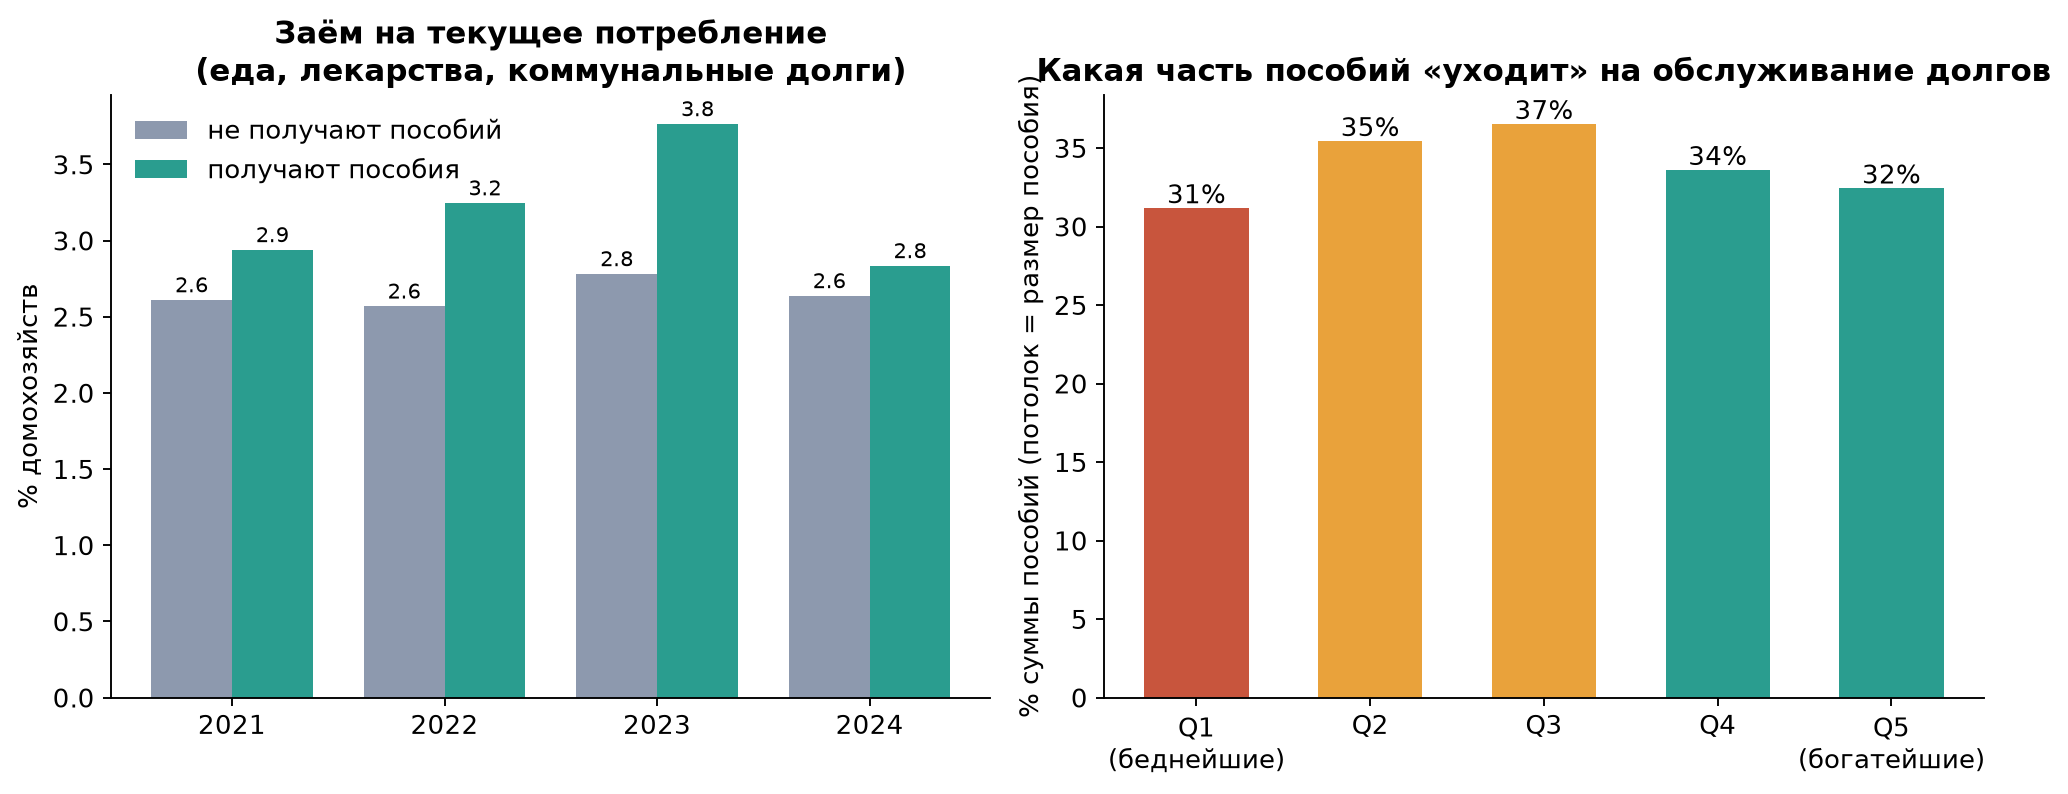 Заём на текущее потребление
(еда, лекарства, коммунальные долги)
% домохозяйств
не получают пособий
получают пособия
3.5
3.0
2.5
2.0
1.5
1.0
0.5
0.0
2.6
2.9
2.6
3.2
2.8
3.8
2.6
2.8
2021
2022
2023
2024
Какая часть пособий «уходит» на обслуживание долгов
% суммы пособий (потолок = размер пособия)
35
30
25
20
15
10
5
0
31%
35%
37%
34%
32%
Q1
(беднейшие)
Q2
Q3
Q4
Q5
(богатейшие)